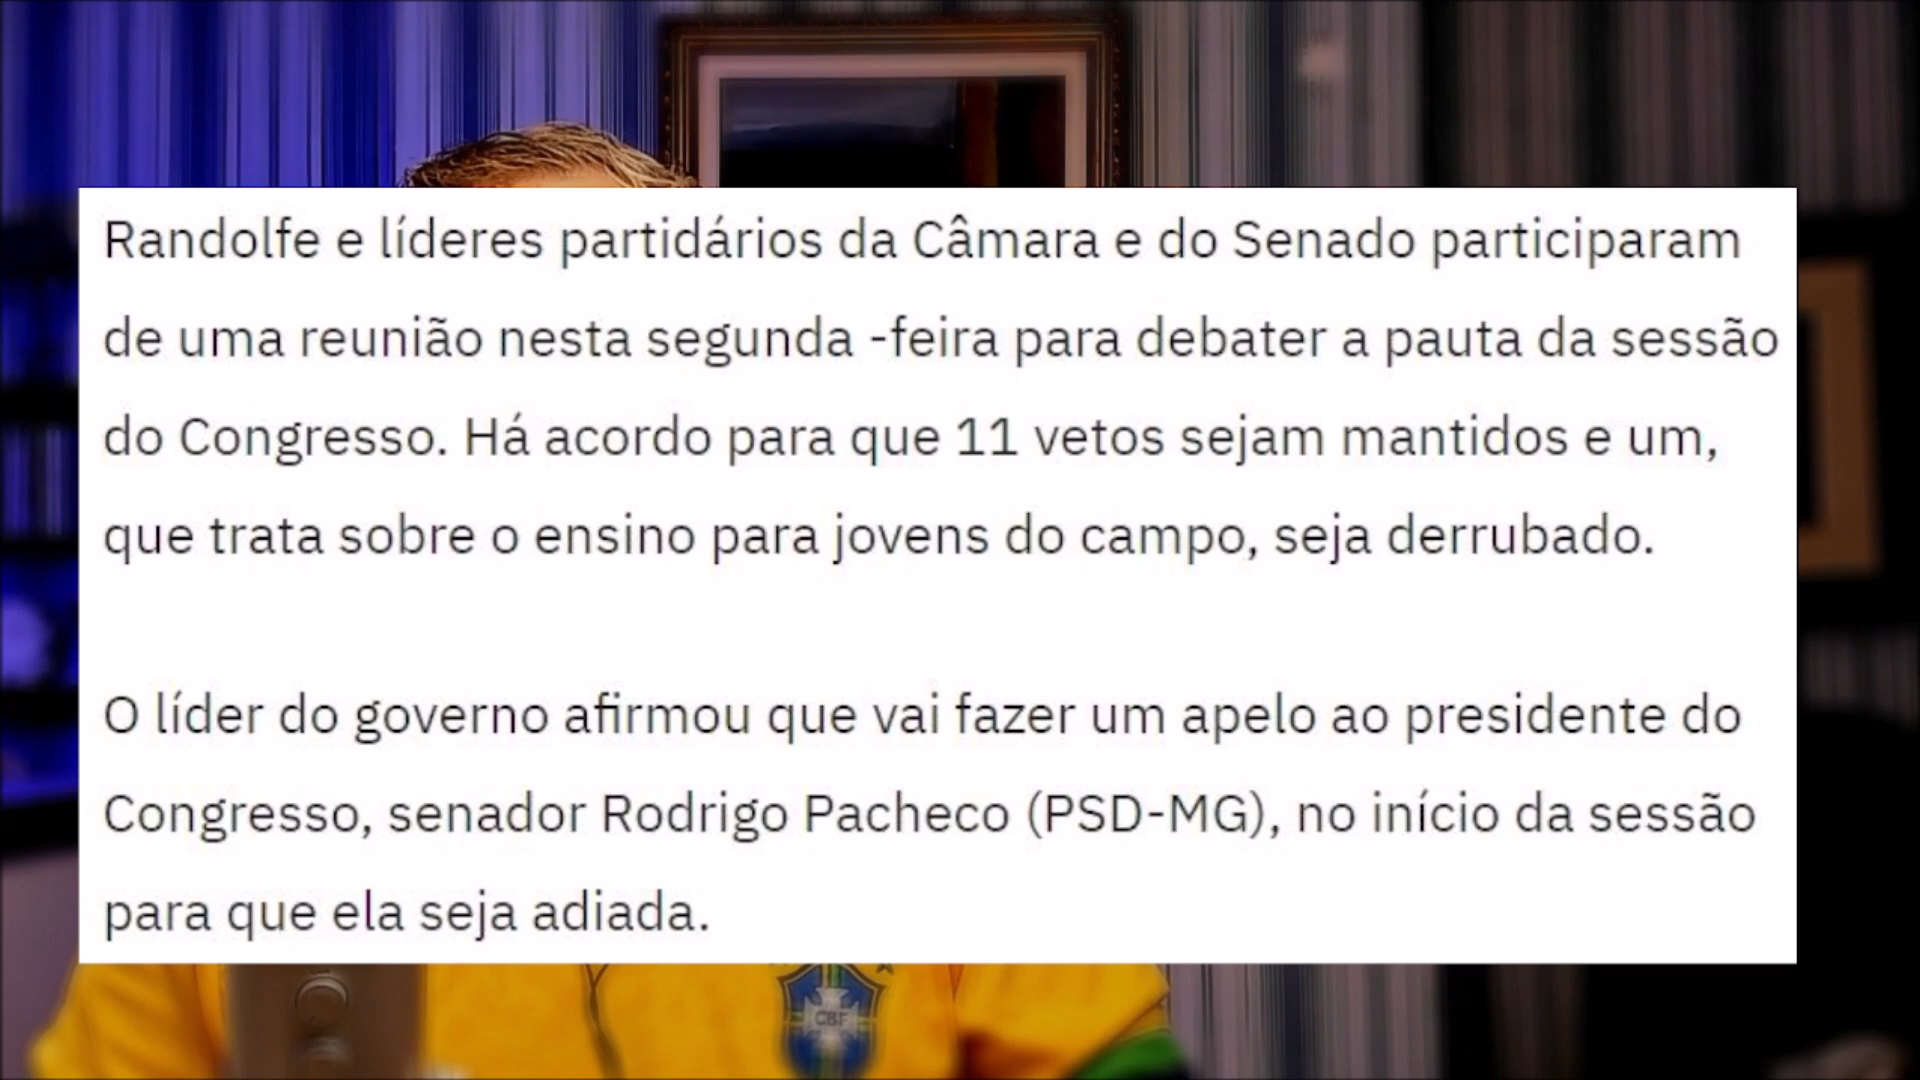 Randolfe e líderes partidários da Câmara e do Senado participaram
de uma reunião nesta segunda -feira para debater a pauta da sessão
do Congresso. Há acordo para que 11 vetos sejam mantidos e um,
que trata sobre o ensino para jovens do campo, seja derrubado.
O líder do governo afirmou que vai fazer um apelo ao presidente do
Congresso, senador Rodrigo Pacheco (PSD-MG), no início da sessão
para que ela seja adiada.
CBF